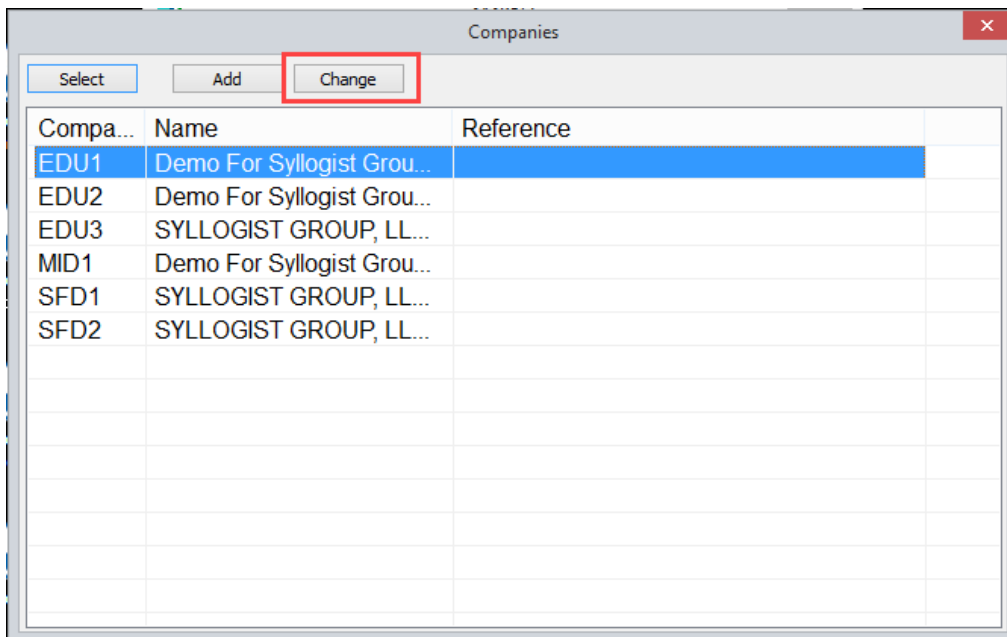 Companies
Select Add Change
Compa... Name Reference
EDU1 Demo For Syllogist Grou...
EDU2 Demo For Syllogist Grou...
EDU3 SYLLOGIST GROUP, LL...
MID1 Demo For Syllogist Grou...
SFD1 SYLLOGIST GROUP, LL...
SFD2 SYLLOGIST GROUP, LL...